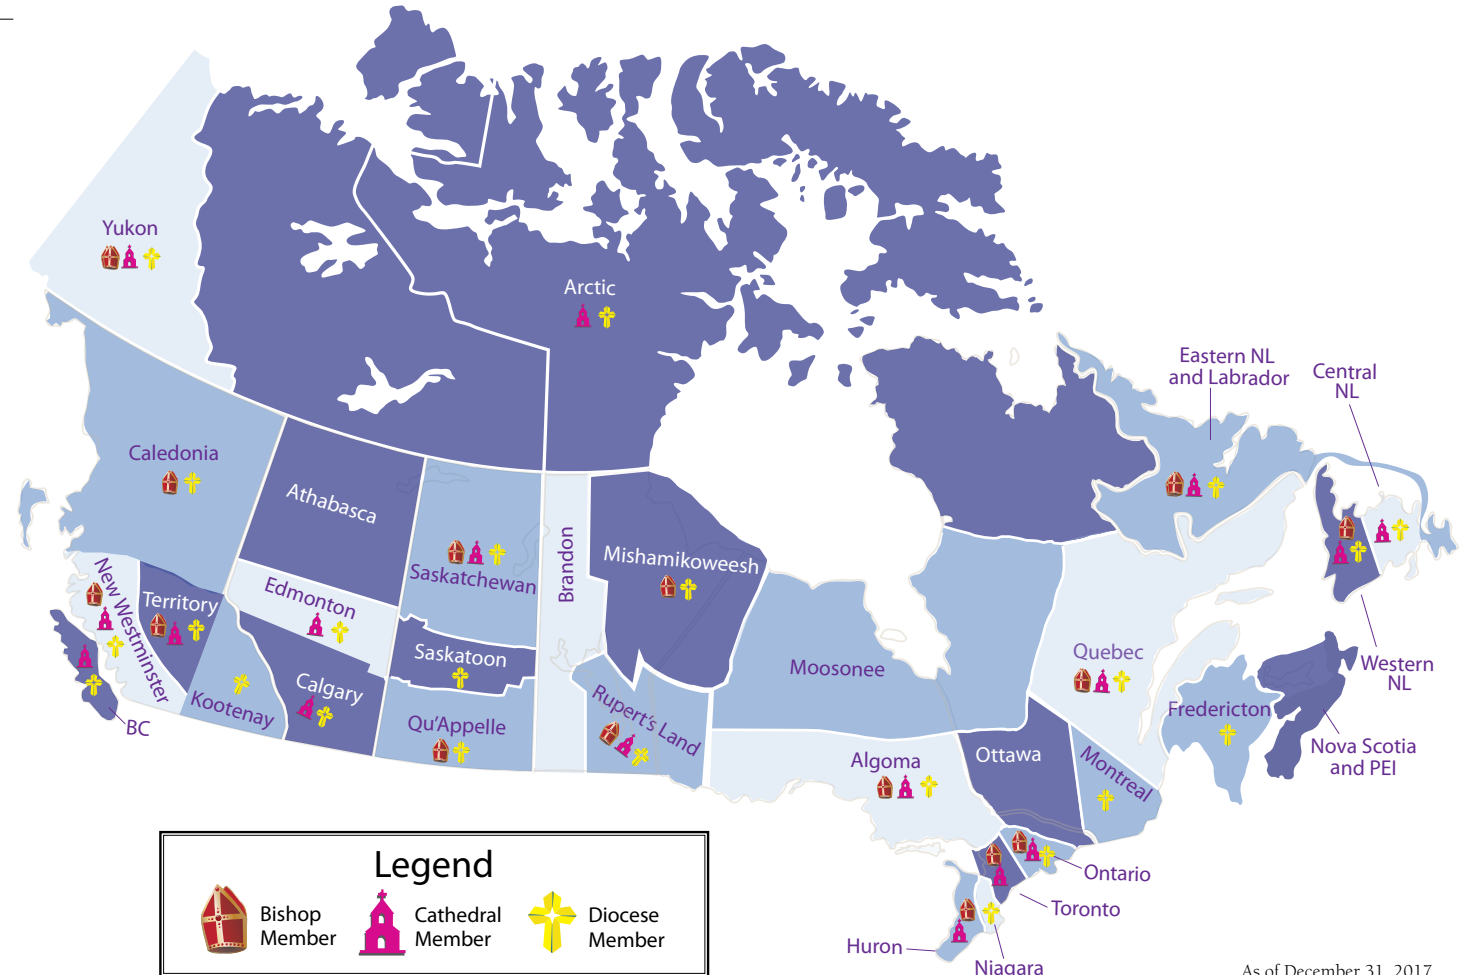 Yukon
Arctic
Eastern NL
and Labrador
Central
NL
Caledonia
Athabasca
Saskatchewan
Brandon
Mishamikoweesh
New Westminster
Territory
Edmonton
Saskatoon
Moosonee
Quebec
Western
NL
Kootenay
Calgary
Qu'Appelle
Rupert's Land
Fredericton
BC
Algoma
Ottawa
Montreal
Nova Scotia
and PEI
Ontario
Toronto
Huron
Niagara
Legend
Bishop
Member
Cathedral
Member
Diocese
Member
As of December 31, 2017